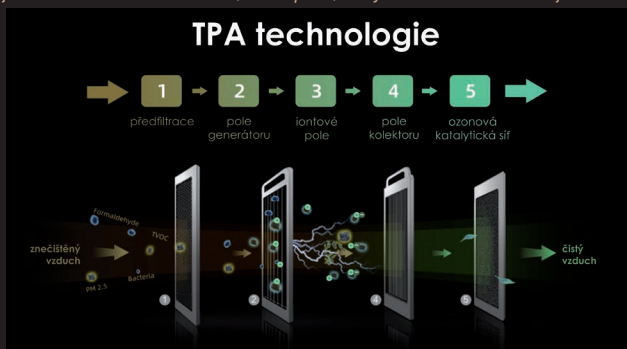 TPA technologie
1 2 3 4 5
předfiltrace
pole
generátoru
iontové
pole
pole
kolektoru
ozonová
katalytická síť
Formaldehyde
TVOC
PM 2.5
Bacteria
znečištěný
vzduch
čistý
vzduch
1 2 4 5